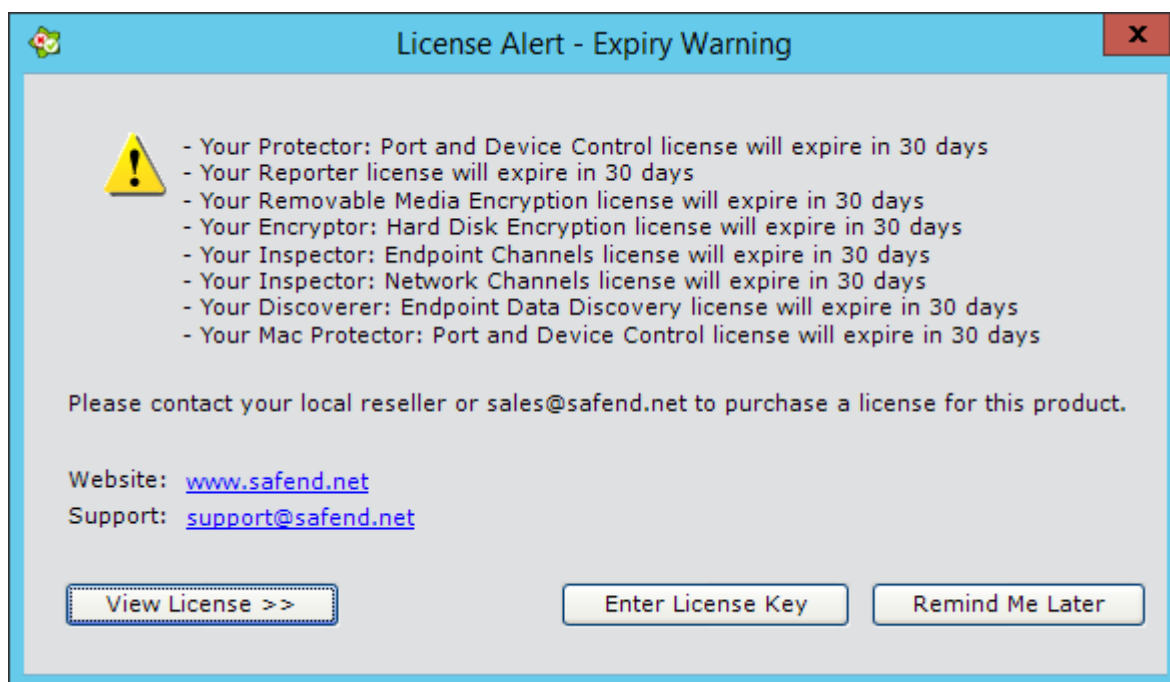 License Alert - Expiry Warning
x
- Your Protector: Port and Device Control license will expire in 30 days
- Your Reporter license will expire in 30 days
- Your Removable Media Encryption license will expire in 30 days
- Your Encryptor: Hard Disk Encryption license will expire in 30 days
- Your Inspector: Endpoint Channels license will expire in 30 days
- Your Inspector: Network Channels license will expire in 30 days
- Your Discoverer: Endpoint Data Discovery license will expire in 30 days
- Your Mac Protector: Port and Device Control license will expire in 30 days
Please contact your local reseller or sales@safend.net to purchase a license for this product.
Website: www.safend.net
Support: support@safend.net
View License >> Enter License Key Remind Me Later